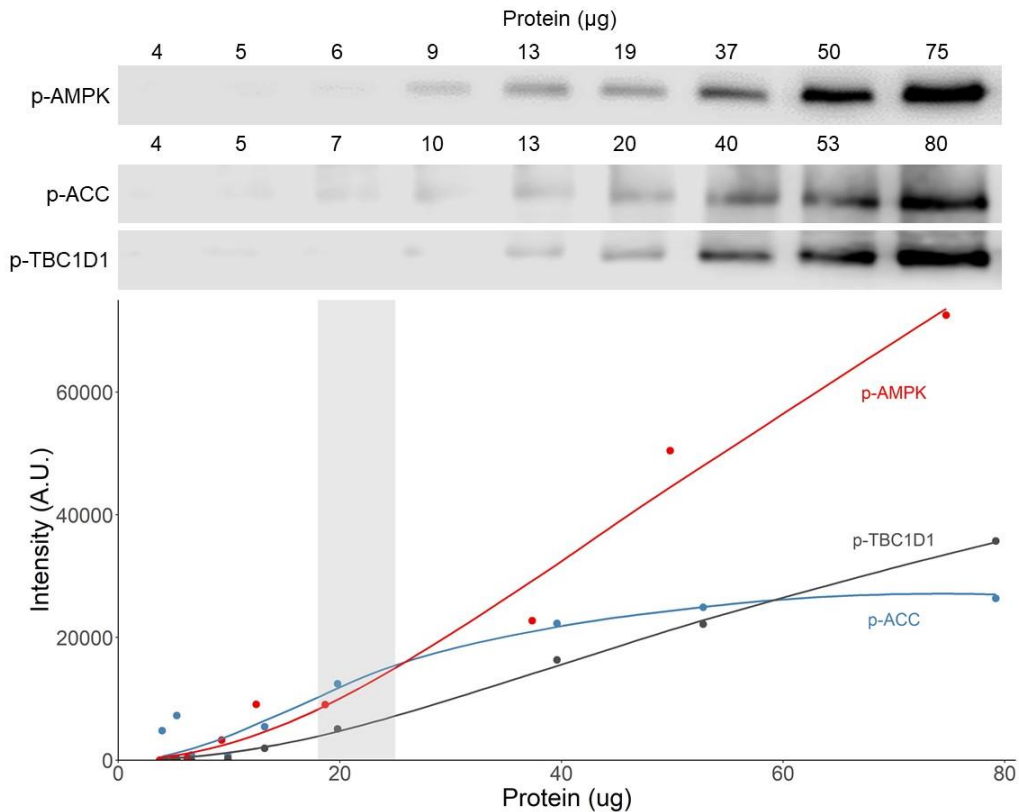 Protein (μg)
4 5 6 9 13 19 37 50 75
p-AMPK
4 5 7 10 13 20 40 53 80
p-ACC
p-TBC1D1
60000
p-AMPK
Intensity (A.U.)
40000
p-TBC1D1
p-ACC
20000
0
0 20 40 60 80
Protein (ug)